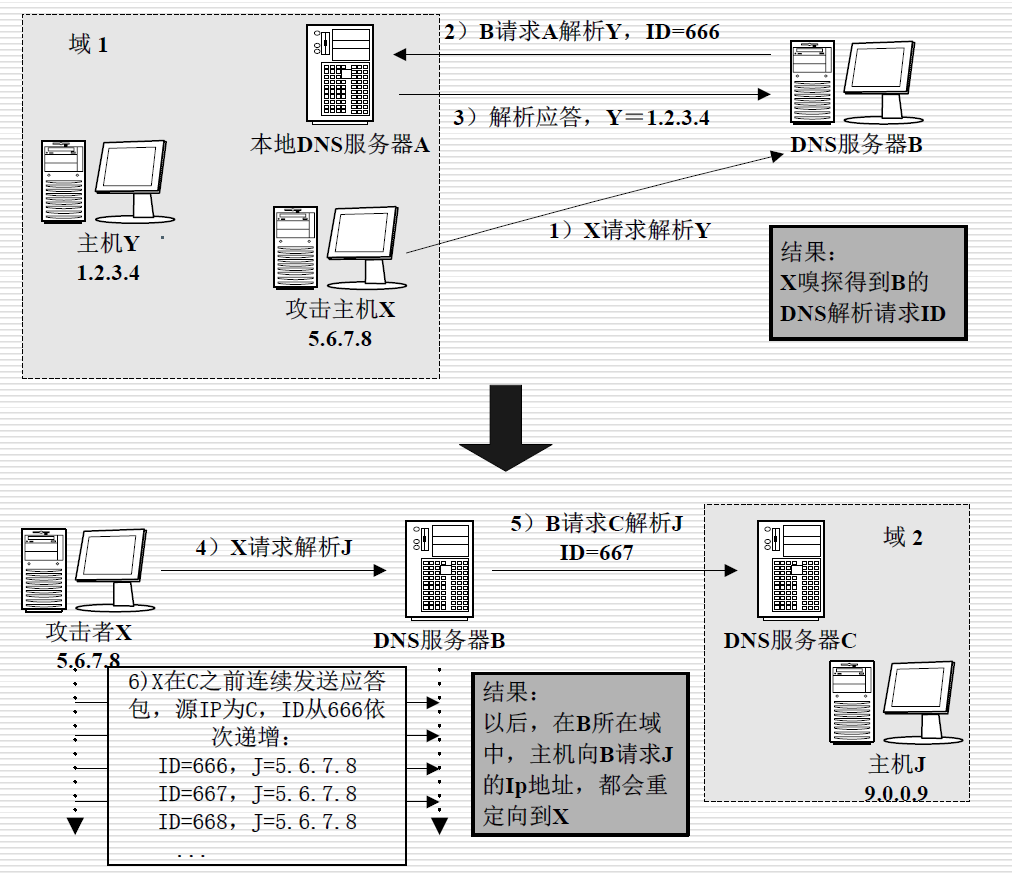 域 1
2）B请求A解析Y，ID=666
3）解析应答，Y＝1.2.3.4
本地DNS服务器A
DNS服务器B
主机Y
1.2.3.4
1）X请求解析Y
攻击主机X
5.6.7.8
结果：
X嗅探得到B的
DNS解析请求ID
4）X请求解析J
5）B请求C解析J
ID=667
域 2
攻击者X
5.6.7.8
DNS服务器B
DNS服务器C
6)X在C之前连续发送应答
包，源IP为C，ID从666依
次递增：
ID=666，J=5.6.7.8
ID=667，J=5.6.7.8
ID=668，J=5.6.7.8
...
结果：
以后，在B所在域
中，主机向B请求J
的Ip地址，都会重
定向到X
主机J
9.0.0.9